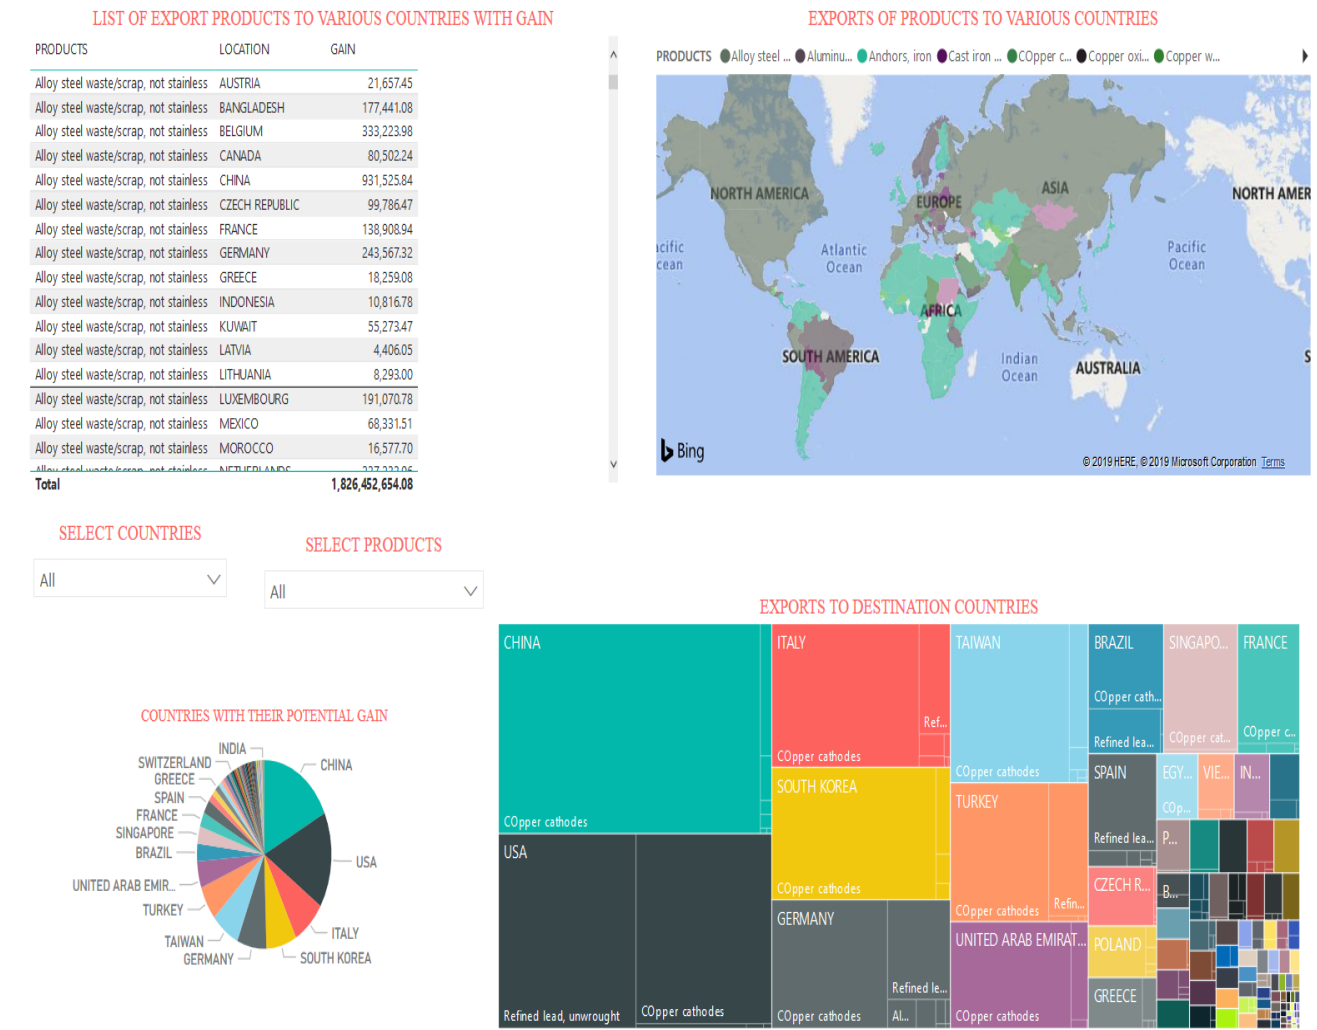 LIST OF EXPORT PRODUCTS TO VARIOUS COUNTRIES WITH GAIN
PRODUCTS LOCATION GAIN
Alloy steel waste/scrap, not stainless AUSTRIA 21,657.45
Alloy steel waste/scrap, not stainless BANGLADESH 177,441.08
Alloy steel waste/scrap, not stainless BELGIUM 333,223.98
Alloy steel waste/scrap, not stainless CANADA 80,502.24
Alloy steel waste/scrap, not stainless CHINA 931,525.84
Alloy steel waste/scrap, not stainless CZECH REPUBLIC 99,786.47
Alloy steel waste/scrap, not stainless FRANCE 138,908.94
Alloy steel waste/scrap, not stainless GERMANY 243,567.32
Alloy steel waste/scrap, not stainless GREECE 18,259.08
Alloy steel waste/scrap, not stainless INDONESIA 10,816.78
Alloy steel waste/scrap, not stainless KUWAIT 55,273.47
Alloy steel waste/scrap, not stainless LATVIA 4,406.05
Alloy steel waste/scrap, not stainless LITHUANIA 8,293.00
Alloy steel waste/scrap, not stainless LUXEMBOURG 191,070.78
Alloy steel waste/scrap, not stainless MEXICO 68,331.51
Alloy steel waste/scrap, not stainless MOROCCO 16,577.70
Alloy steel waste/scrap, not stainless NETHERLANDS
Total 1,826,452,654.08
EXPORTS OF PRODUCTS TO VARIOUS COUNTRIES
PRODUCTS Alloy steel ... Aluminu... Anchors, iron Cast iron ... COpper c... Copper oxi... Copper w...
NORTH AMERICA
EUROPE
ASIA
NORTH AMER
acific
cean
Atlantic
Ocean
Pacific
Ocean
AFRICA
SOUTH AMERICA
Indian
Ocean
AUSTRALIA
S
Bing
© 2019 HERE, © 2019 Microsoft Corporation Terms
SELECT COUNTRIES
All
SELECT PRODUCTS
All
COUNTRIES WITH THEIR POTENTIAL GAIN
INDIA
SWITZERLAND
GREECE
SPAIN
FRANCE
SINGAPORE
BRAZIL
UNITED ARAB EMIR...
TURKEY
TAIWAN
GERMANY
CHINA
USA
ITALY
SOUTH KOREA
EXPORTS TO DESTINATION COUNTRIES
CHINA
COpper cathodes
USA
Refined lead, unwrought
COpper cathodes
ITALY
Ref...
COpper cathodes
SOUTH KOREA
COpper cathodes
GERMANY
Refined le...
COpper cathodes
Al...
TAIWAN
COpper cathodes
TURKEY
COpper cathodes
Refin...
UNITED ARAB EMIRAT...
COpper cathodes
BRAZIL
COpper cath...
Refined lea...
SPAIN
Refined lea...
CZECH R...
POLAND
GREECE
SINGAPO...
COpper cat...
FRANCE
COpper c...
EGY...
COp...
VIE...
IN...
P...
B...